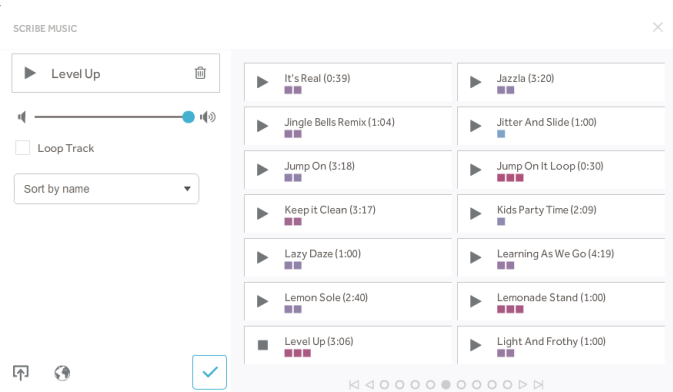 SCRIBE MUSIC
Level Up
Loop Track
Sort by name
It's Real (0:39)
Jazzla (3:20)
Jingle Bells Remix (1:04)
Jitter And Slide (1:00)
Jump On (3:18)
Jump On It Loop (0:30)
Keep it Clean (3:17)
Kids Party Time (2:09)
Lazy Daze (1:00)
Learning As We Go (4:19)
Lemon Sole (2:40)
Lemonade Stand (1:00)
Level Up (3:06)
Light And Frothy (1:00)